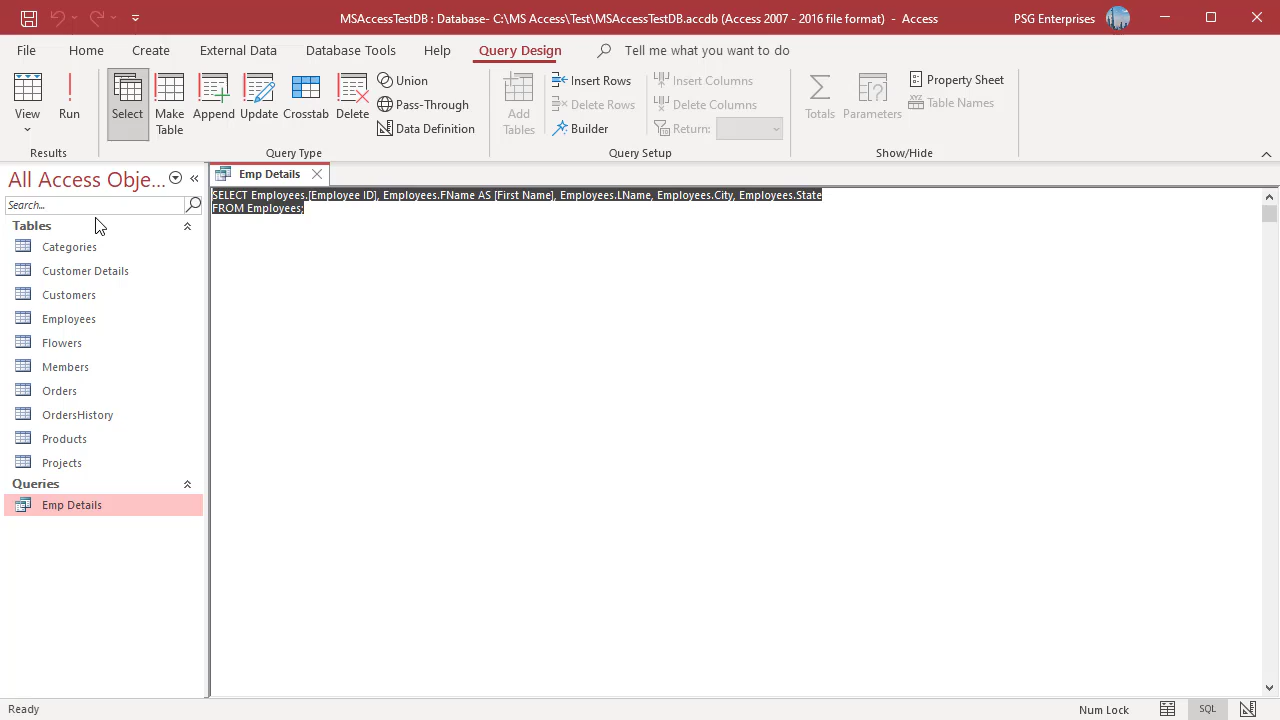 MSAccessTestDB : Database- C:\MS Access\Test\MSAccessTestDB.accdb (Access 2007 - 2016 file format) - Access
PSG Enterprises
File Home Create External Data Database Tools Help Query Design Tell me what you want to do
View
Run
Results
Select
Make Table
Append
Update
Crosstab
Delete
Union
Pass-Through
Data Definition
Query Type
Add Tables
Insert Rows
Delete Rows
Builder
Insert Columns
Delete Columns
Return:
Query Setup
Totals
Parameters
Property Sheet
Table Names
Show/Hide
All Access Obje...
Search...
Tables
Categories
Customer Details
Customers
Employees
Flowers
Members
Orders
OrdersHistory
Products
Projects
Queries
Emp Details
Emp Details
SELECT Employees.[Employee ID], Employees.FName AS [First Name], Employees.LName, Employees.City, Employees.State
FROM Employees;
Ready
Num Lock
SQL